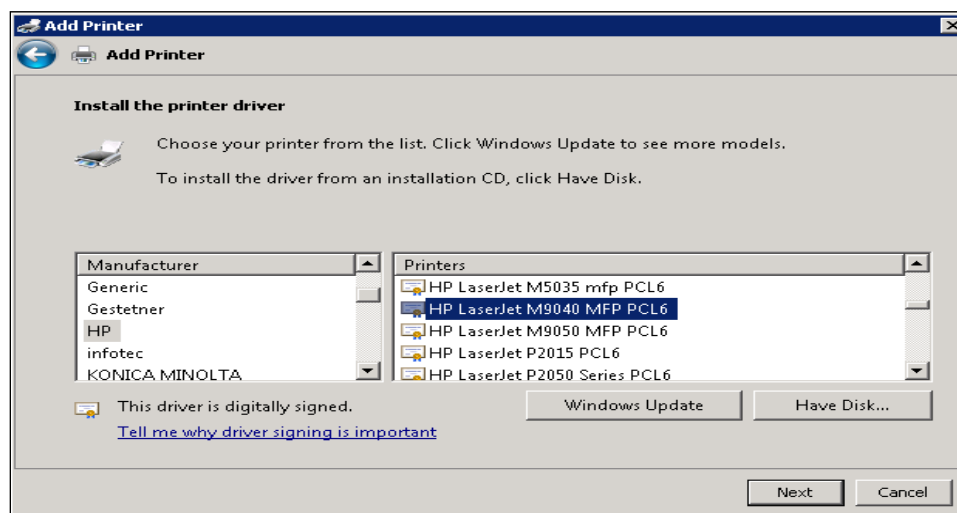 Add Printer
Add Printer
Install the printer driver
Choose your printer from the list. Click Windows Update to see more models.
To install the driver from an installation CD, click Have Disk.
Manufacturer
Generic
Gestetner
HP
infotec
KONICA MINOLTA
Printers
HP LaserJet M5035 mfp PCL6
HP LaserJet M9040 MFP PCL6
HP LaserJet M9050 MFP PCL6
HP LaserJet P2015 PCL6
HP LaserJet P2050 Series PCL6
This driver is digitally signed.
Tell me why driver signing is important
Windows Update
Have Disk...
Next
Cancel